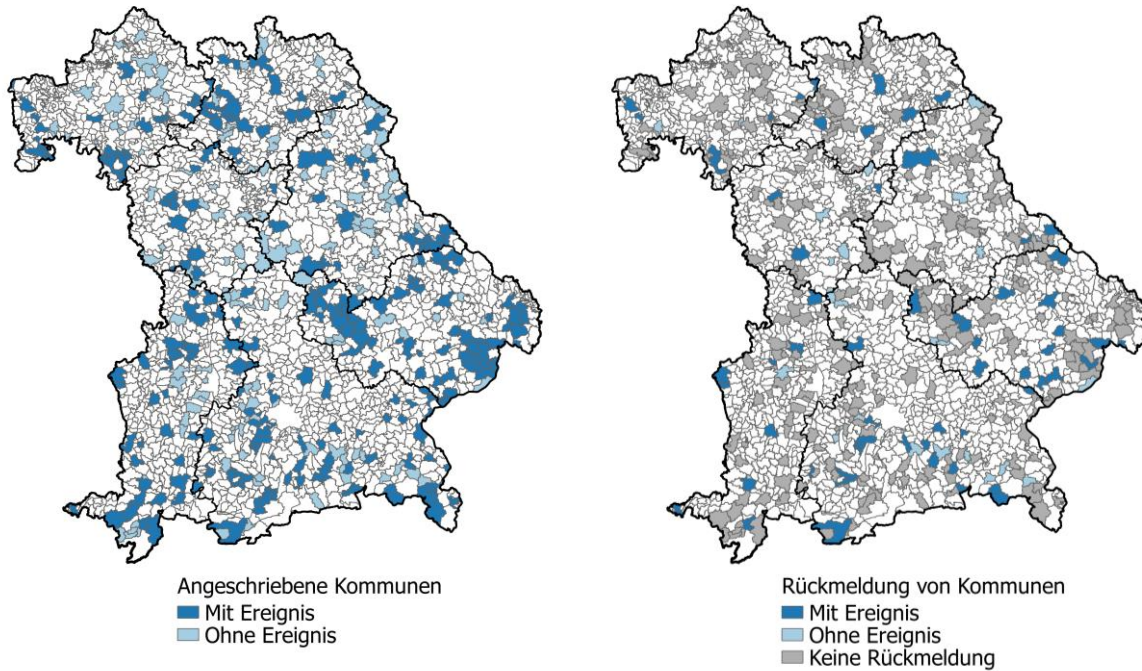 Angeschriebene Kommunen
Mit Ereignis
Ohne Ereignis
Rückmeldung von Kommunen
Mit Ereignis
Ohne Ereignis
Keine Rückmeldung